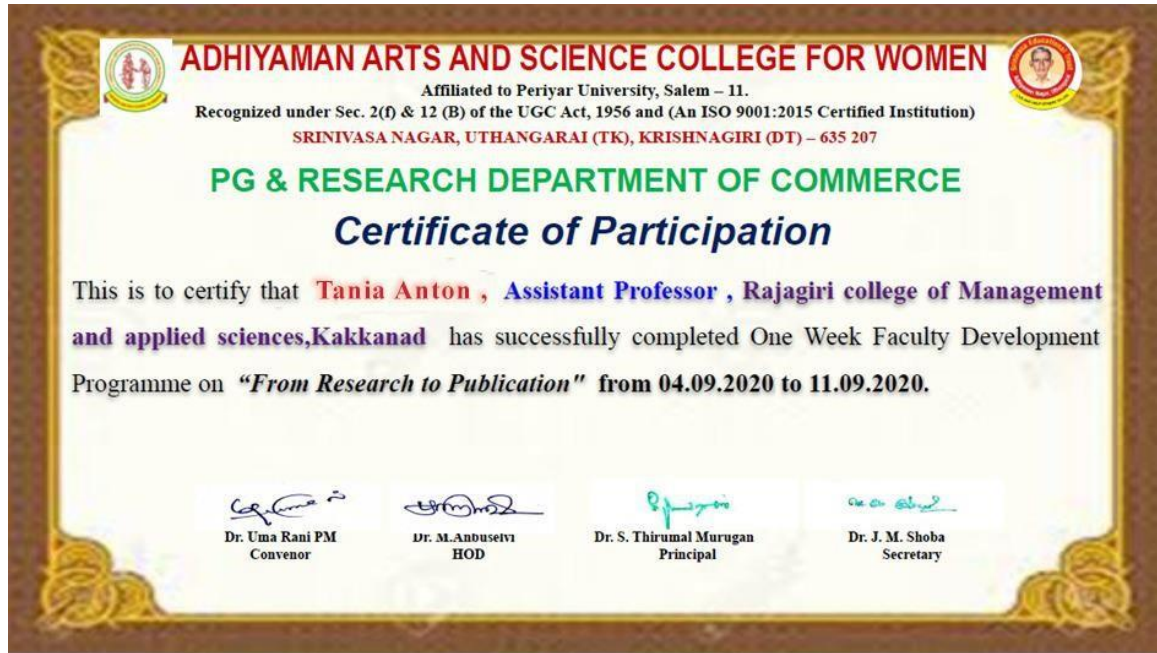 ADHIYAMAN ARTS AND SCIENCE COLLEGE FOR WOMEN
Affiliated to Periyar University, Salem – 11.
Recognized under Sec. 2(f) & 12 (B) of the UGC Act, 1956 and (An ISO 9001:2015 Certified Institution)
SRINIVASA NAGAR, UTHANGARAI (TK), KRISHNAGIRI (DT) – 635 207
PG & RESEARCH DEPARTMENT OF COMMERCE
Certificate of Participation
This is to certify that Tania Anton , Assistant Professor , Rajagiri college of Management
and applied sciences,Kakkanad has successfully completed One Week Faculty Development
Programme on “From Research to Publication" from 04.09.2020 to 11.09.2020.
Dr. Uma Rani PM
Convenor
Dr. M.Anbuselvi
HOD
Dr. S. Thirumal Murugan
Principal
Dr. J. M. Shoba
Secretary